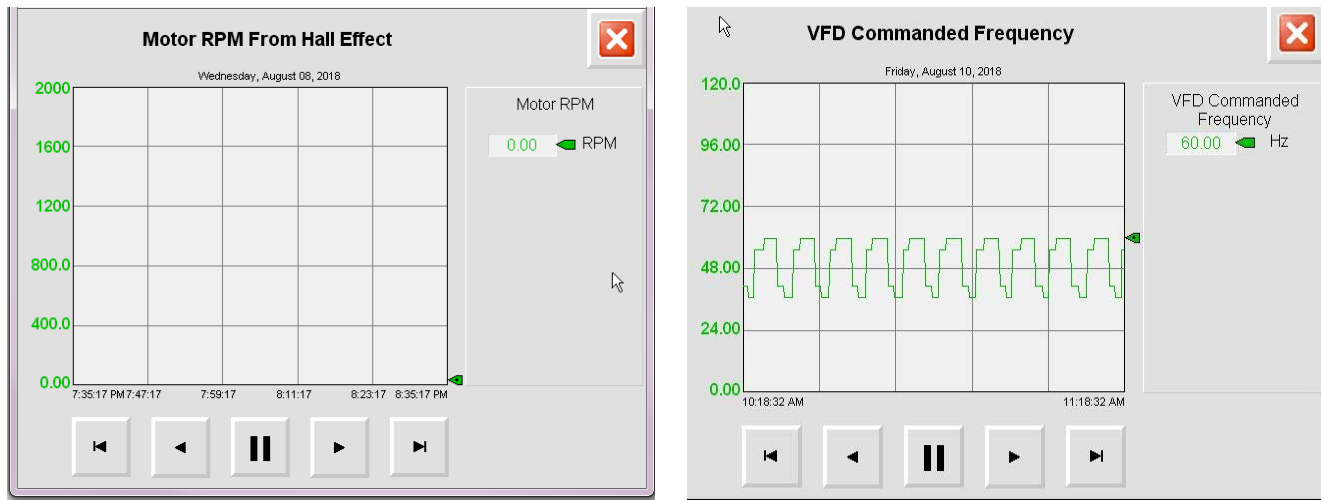 Motor RPM From Hall Effect
Wednesday, August 08, 2018
2000
1600
1200
800.0
400.0
0.00
7:35:17 PM 7:47:17 7:59:17 8:11:17 8:23:17 8:35:17 PM
Motor RPM
0.00 RPM
VFD Commanded Frequency
Friday, August 10, 2018
120.0
96.00
72.00
48.00
24.00
0.00
10:18:32 AM 11:18:32 AM
VFD Commanded
Frequency
60.00 Hz